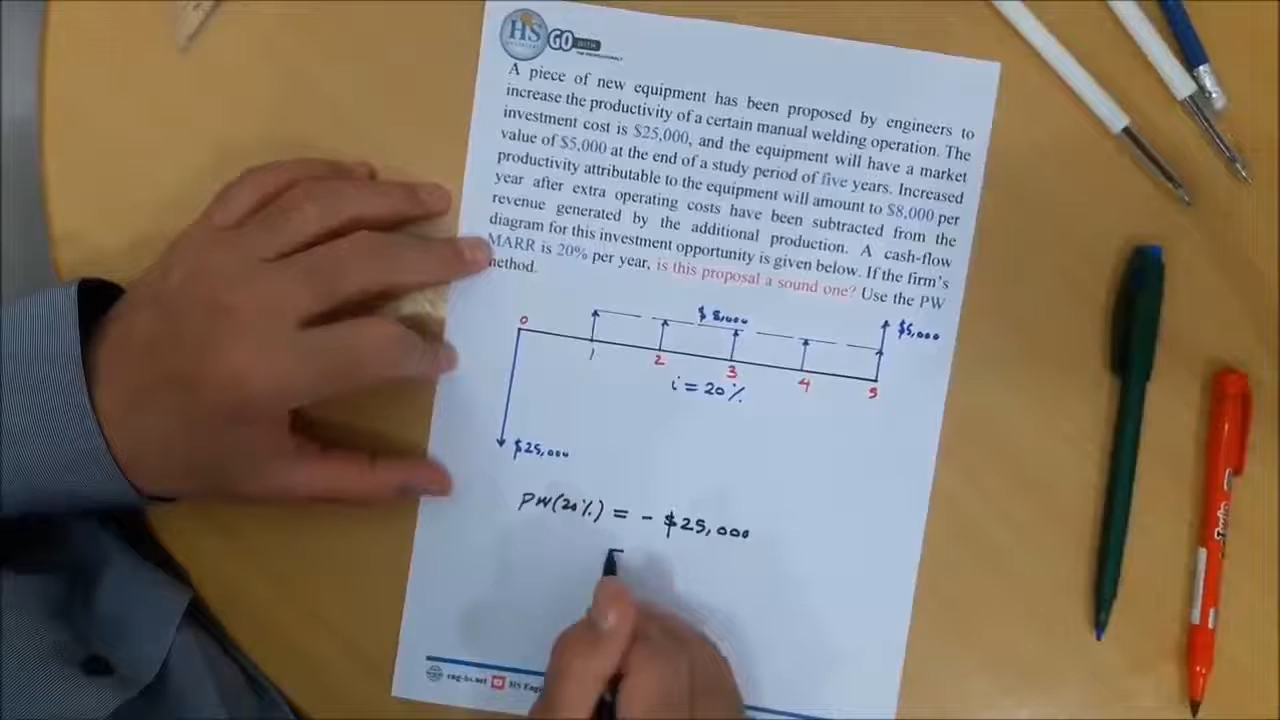 HS
GO WITH
A piece of new equipment has been proposed by engineers to
increase the productivity of a certain manual welding operation. The
investment cost is $25,000, and the equipment will have a market
value of $5,000 at the end of a study period of five years. Increased
productivity attributable to the equipment will amount to $8,000 per
year after extra operating costs have been subtracted from the
revenue generated by the additional production. A cash-flow
diagram for this investment opportunity is given below. If the firm's
MARR is 20% per year, is this proposal a sound one? Use the PW
method.
$8,000
$5,000
0
1
2
3
4
5
i = 20%
$25,000
PW(20%) = - $25,000
eng-hs.net HS Engi